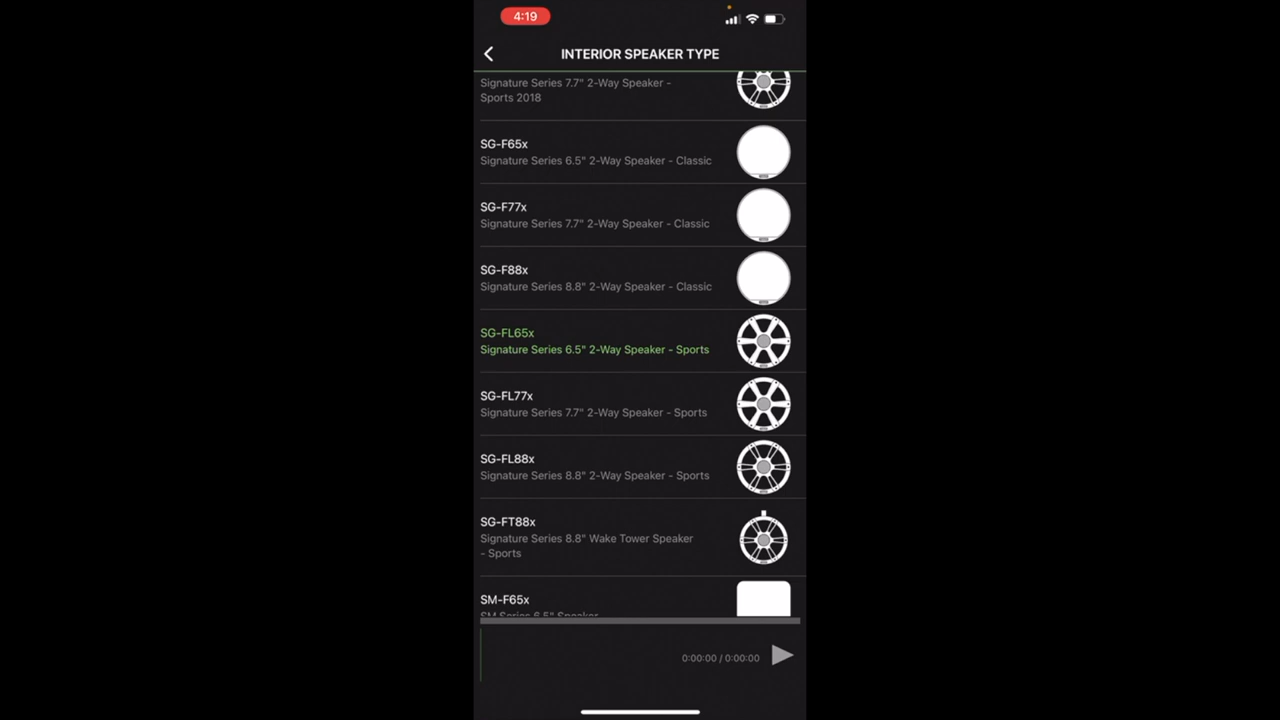 4:19
INTERIOR SPEAKER TYPE
Signature Series 7.7" 2-Way Speaker -
Sports 2018
SG-F65x
Signature Series 6.5" 2-Way Speaker - Classic
SG-F77x
Signature Series 7.7" 2-Way Speaker - Classic
SG-F88x
Signature Series 8.8" 2-Way Speaker - Classic
SG-FL65x
Signature Series 6.5" 2-Way Speaker - Sports
SG-FL77x
Signature Series 7.7" 2-Way Speaker - Sports
SG-FL88x
Signature Series 8.8" 2-Way Speaker - Sports
SG-FT88x
Signature Series 8.8" Wake Tower Speaker
- Sports
SM-F65x
SM Series 6.5" Speaker
0:00:00 / 0:00:00